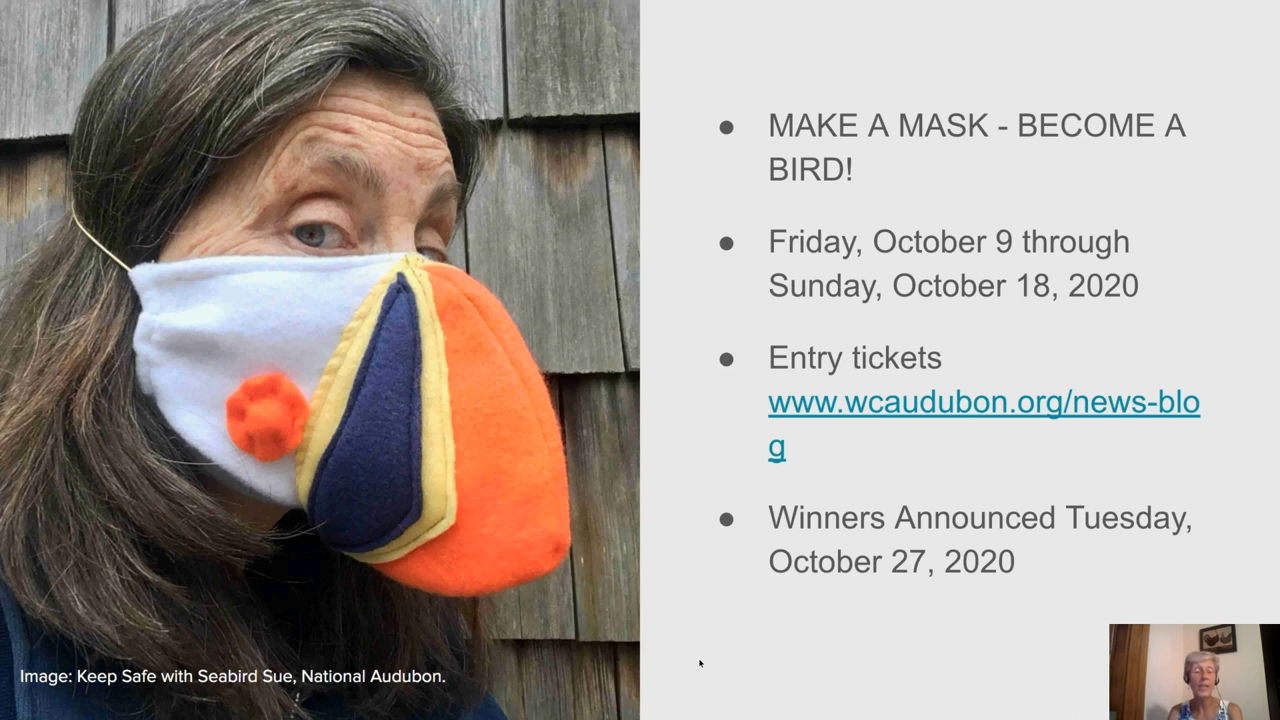 MAKE A MASK - BECOME A
BIRD!
Friday, October 9 through
Sunday, October 18, 2020
Entry tickets
www.wcaudubon.org/news-blo
g
Winners Announced Tuesday,
October 27, 2020
Image: Keep Safe with Seabird Sue, National Audubon.